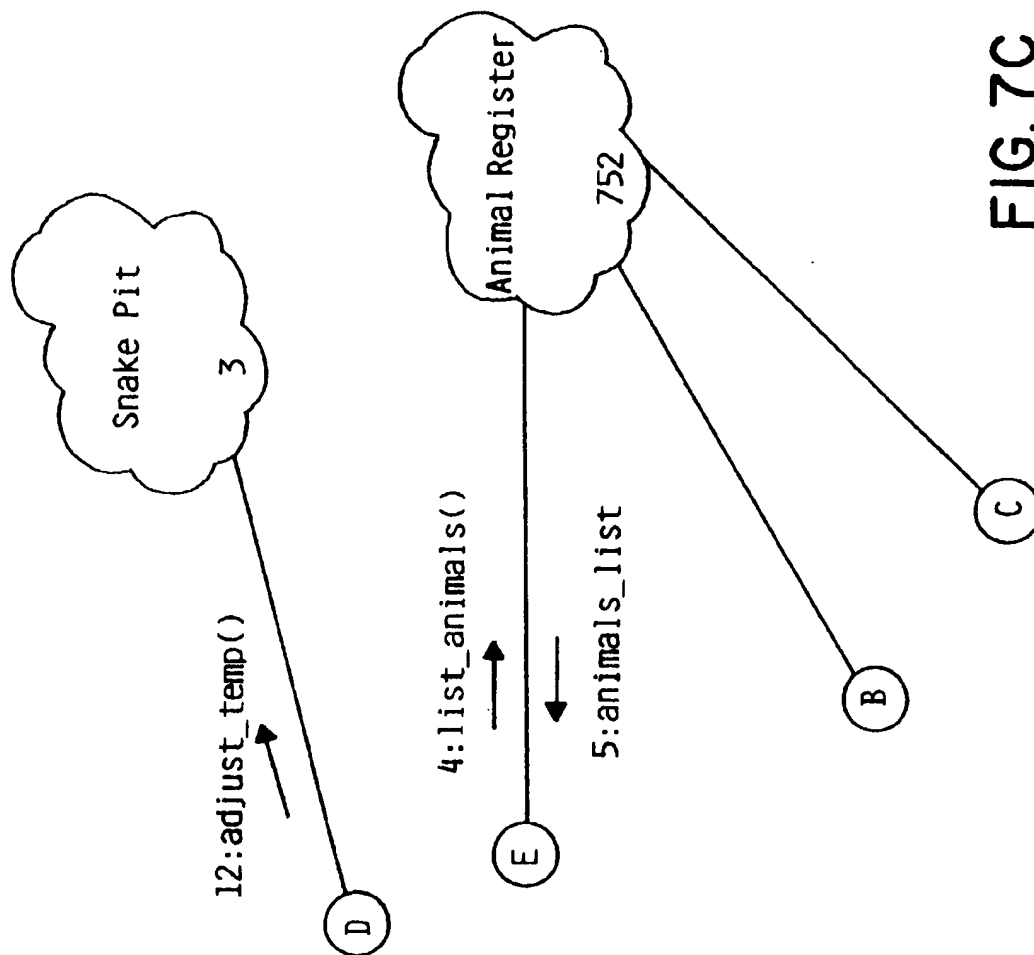 Snake Pit
3
12:adjust_temp()
D
Animal Register
752
4:list_animals()
5:animals_list
E
B
C
FIG. 7C